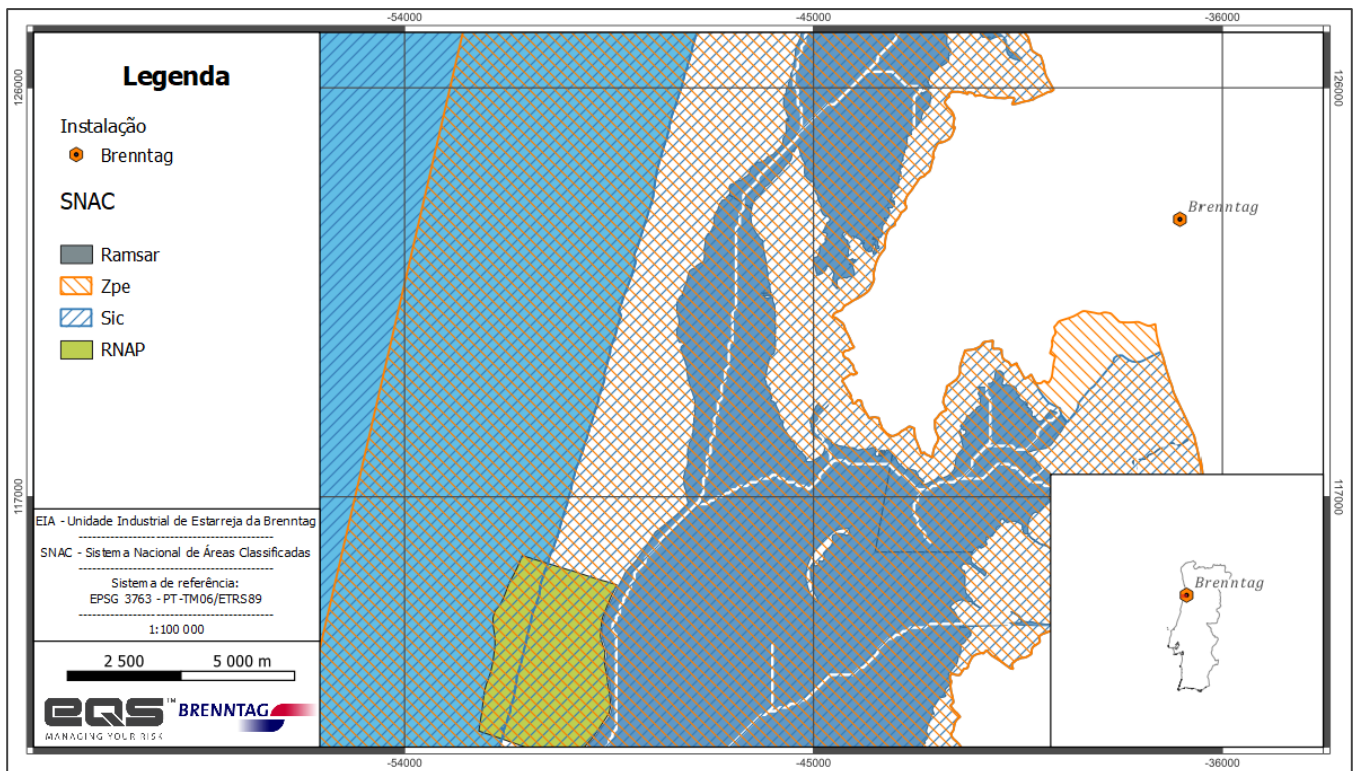 -54000
-45000
-36000
126000
126000
Legenda
Instalação
Brenntag
SNAC
Ramsar
Zpe
Sic
RNAP
Brenntag
117000
117000
EIA - Unidade Industrial de Estarreja da Brenntag
SNAC - Sistema Nacional de Áreas Classificadas
Sistema de referência:
EPSG 3763 - PT-TM06/ETRS89
1:100 000
2 500 5 000 m
eqs™ BRENNTAG
MANAGING YOUR RISK
Brenntag
-54000
-45000
-36000